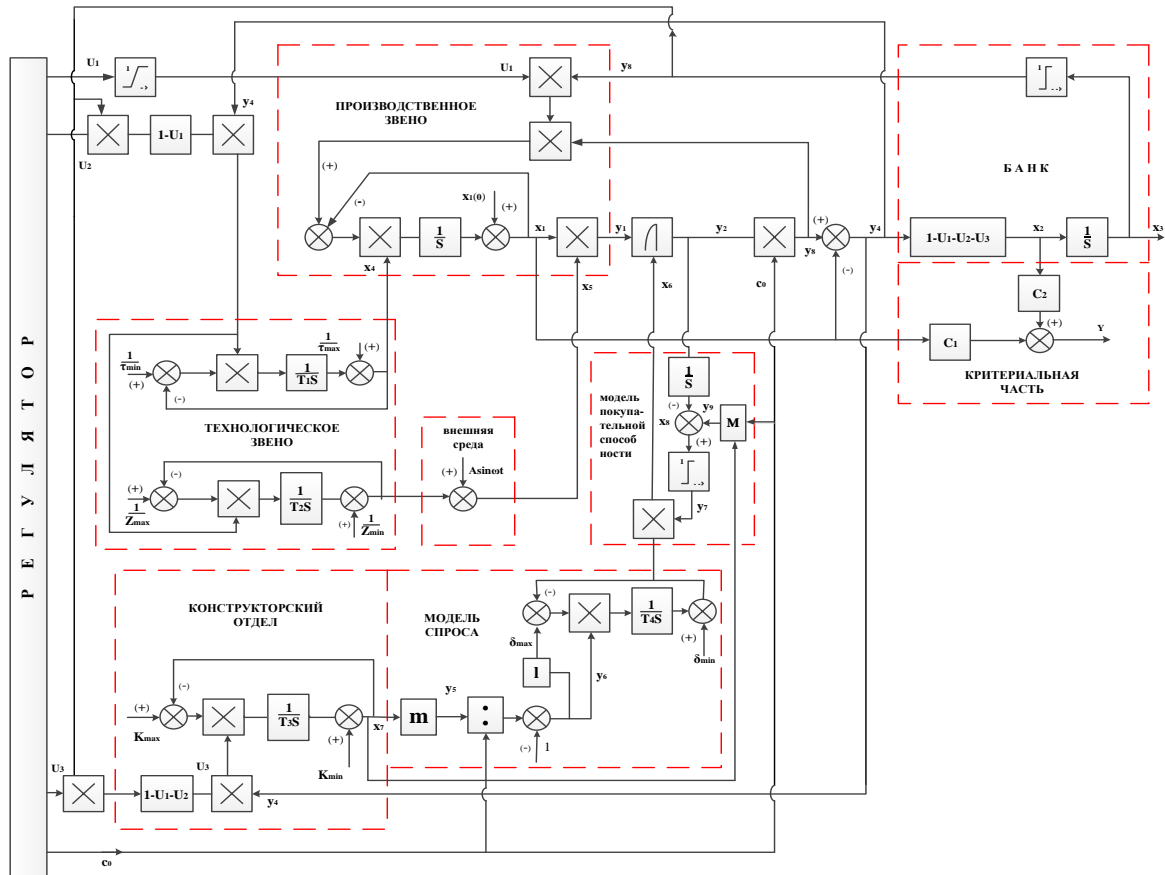 Р Е Г У Л Я Т О Р
U1
1
U1
y8
1
y4
ПРОИЗВОДСТВЕННОЕ
ЗВЕНО
1-U1
U2
Б А Н К
(+)
(-)
x1(0)
(+)
1
S
x1
y1
y2
(+)
y8
y4
1-U1-U2-U3
x2
1
S
x3
x4
x5
x6
c0
(-)
C2
(+)
Y
C1
КРИТЕРИАЛЬНАЯ
ЧАСТЬ
1
τmin
(+)
(-)
1
T1S
1
τmax
(+)
ТЕХНОЛОГИЧЕСКОЕ
ЗВЕНО
(-)
(+)
1
Zmax
1
T2S
(+)
1
Zmin
внешняя
среда
(+)
Asinωt
модель
покупа-
тельной
способ
ности
1
S
(-)
y9
x8
M
(+)
1
y7
КОНСТРУКТОРСКИЙ
ОТДЕЛ
МОДЕЛЬ
СПРОСА
(-)
1
T4S
(+)
δmax
δmin
l
y6
(-)
(+)
Kmax
1
T3S
(+)
x7
Kmin
m
y5
:
(-)
1
U3
1-U1-U2
U3
y4
c0